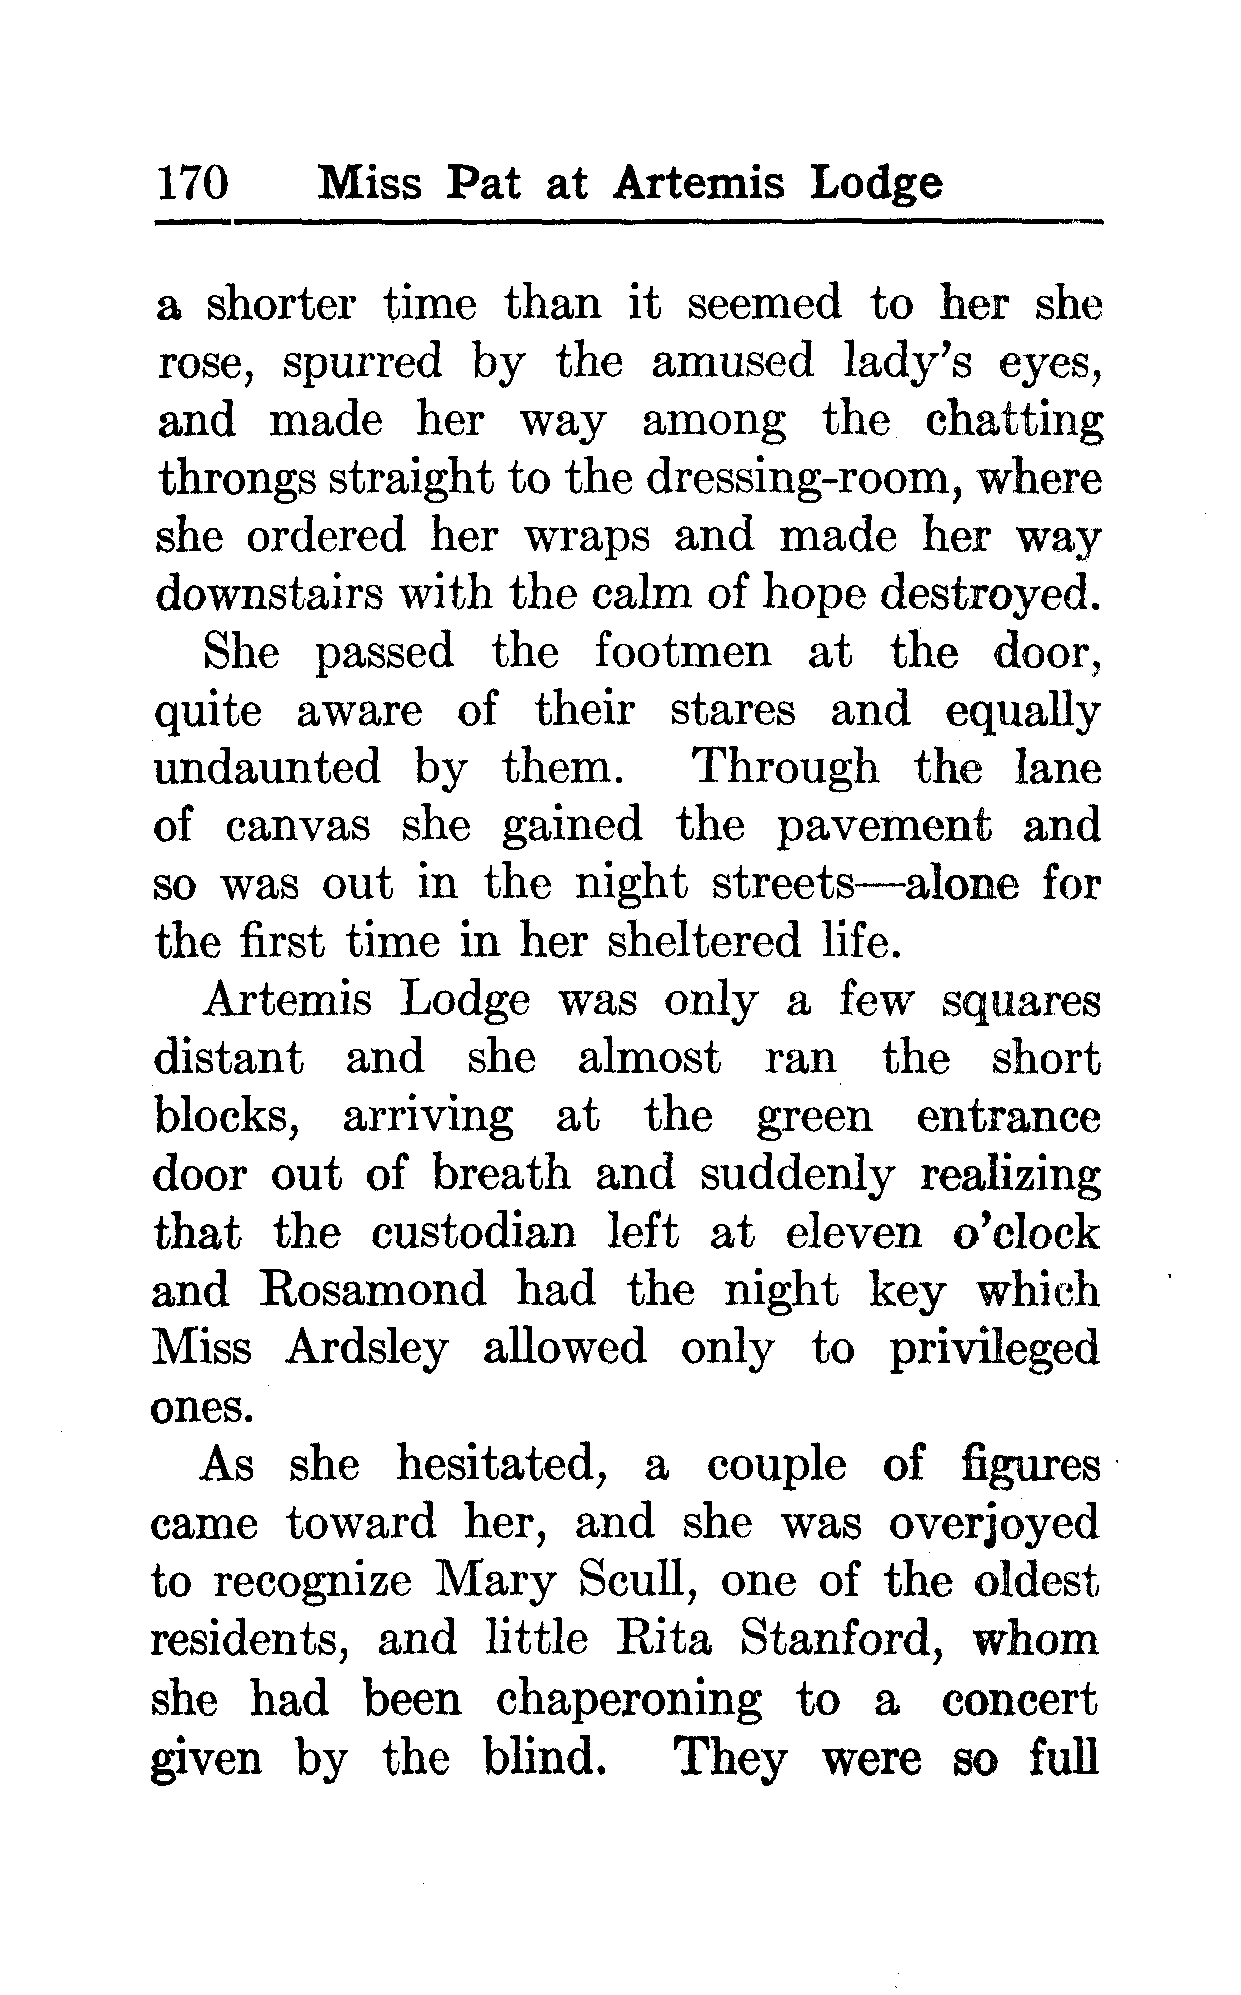 170 Miss Pat at Artemis Lodge
a shorter time than it seemed to her she
rose, spurred by the amused lady's eyes,
and made her way among the chatting
throngs straight to the dressing-room, where
she ordered her wraps and made her way
downstairs with the calm of hope destroyed.
She passed the footmen at the door,
quite aware of their stares and equally
undaunted by them. Through the lane
of canvas she gained the pavement and
so was out in the night streets—alone for
the first time in her sheltered life.
Artemis Lodge was only a few squares
distant and she almost ran the short
blocks, arriving at the green entrance
door out of breath and suddenly realizing
that the custodian left at eleven o'clock
and Rosamond had the night key which
Miss Ardsley allowed only to privileged
ones.
As she hesitated, a couple of figures
came toward her, and she was overjoyed
to recognize Mary Scull, one of the oldest
residents, and little Rita Stanford, whom
she had been chaperoning to a concert
given by the blind. They were so full